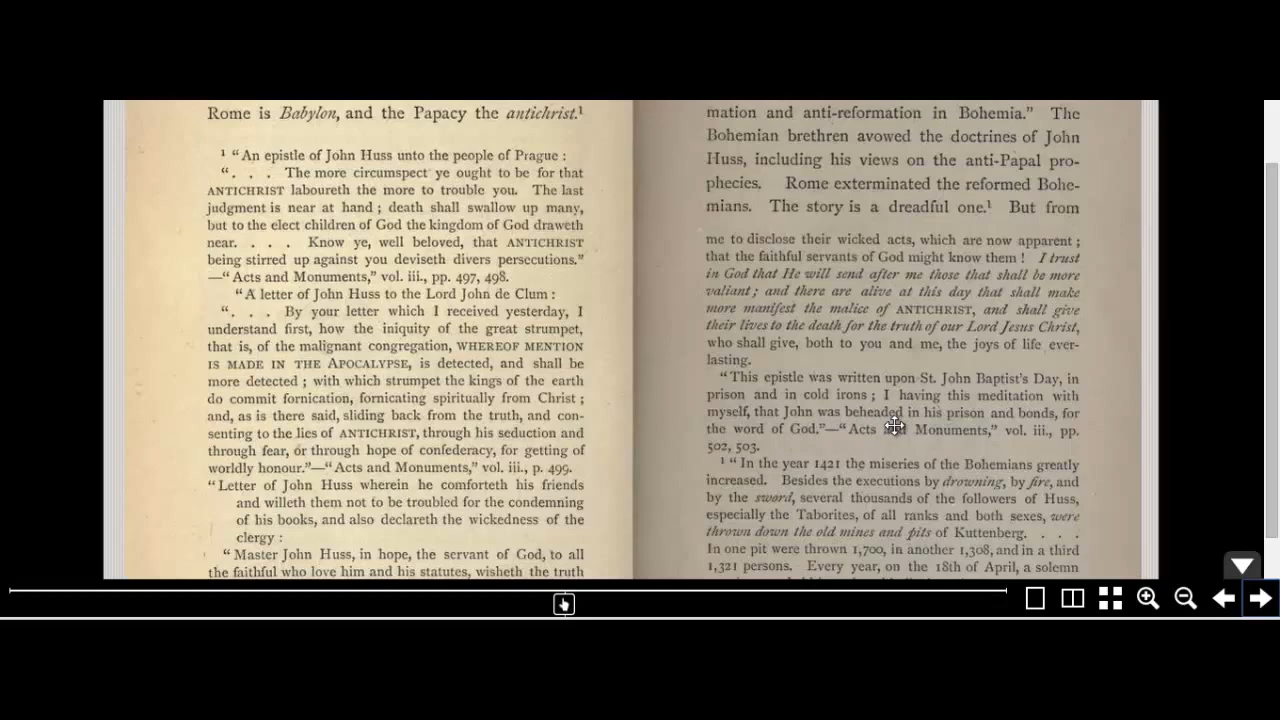 Rome is Babylon, and the Papacy the antichrist.¹
¹ “An epistle of John Huss unto the people of Prague :
“. . . The more circumspect ye ought to be for that
ANTICHRIST laboureth the more to trouble you. The last
judgment is near at hand ; death shall swallow up many,
but to the elect children of God the kingdom of God draweth
near. . . . . Know ye, well beloved, that ANTICHRIST
being stirred up against you deviseth divers persecutions.”
—“Acts and Monuments,” vol. iii., pp. 497, 498.
“A letter of John Huss to the Lord John de Clum :
“. . . By your letter which I received yesterday, I
understand first, how the iniquity of the great strumpet,
that is, of the malignant congregation, WHEREOF MENTION
IS MADE IN THE APOCALYPSE, is detected, and shall be
more detected ; with which strumpet the kings of the earth
do commit fornication, fornicating spiritually from Christ ;
and, as is there said, sliding back from the truth, and con-
senting to the lies of ANTICHRIST, through his seduction and
through fear, or through hope of confederacy, for getting of
worldly honour.”—“Acts and Monuments,” vol. iii., p. 499.
“Letter of John Huss wherein he comforteth his friends
and willeth them not to be troubled for the condemning
of his books, and also declareth the wickedness of the
clergy :
“ Master John Huss, in hope, the servant of God, to all
the faithful who love him and his statutes, wisheth the truth
mation and anti-reformation in Bohemia.” The
Bohemian brethren avowed the doctrines of John
Huss, including his views on the anti-Papal pro-
phecies. Rome exterminated the reformed Bohe-
mians. The story is a dreadful one.¹ But from
me to disclose their wicked acts, which are now apparent ;
that the faithful servants of God might know them ! I trust
in God that He will send after me those that shall be more
valiant ; and there are alive at this day that shall make
more manifest the malice of ANTICHRIST, and shall give
their lives to the death for the truth of our Lord Jesus Christ,
who shall give, both to you and me, the joys of life ever-
lasting.
“This epistle was written upon St. John Baptist’s Day, in
prison and in cold irons ; I having this meditation with
myself, that John was beheaded in his prison and bonds, for
the word of God.”—“Acts and Monuments,” vol. iii., pp.
502, 503.
¹ “ In the year 1421 the miseries of the Bohemians greatly
increased. Besides the executions by drowning, by fire, and
by the sword, several thousands of the followers of Huss,
especially the Taborites, of all ranks and both sexes, were
thrown down the old mines and pits of Kuttenberg. . . .
In one pit were thrown 1,700, in another 1,308, and in a third
1,321 persons. Every year, on the 18th of April, a solemn